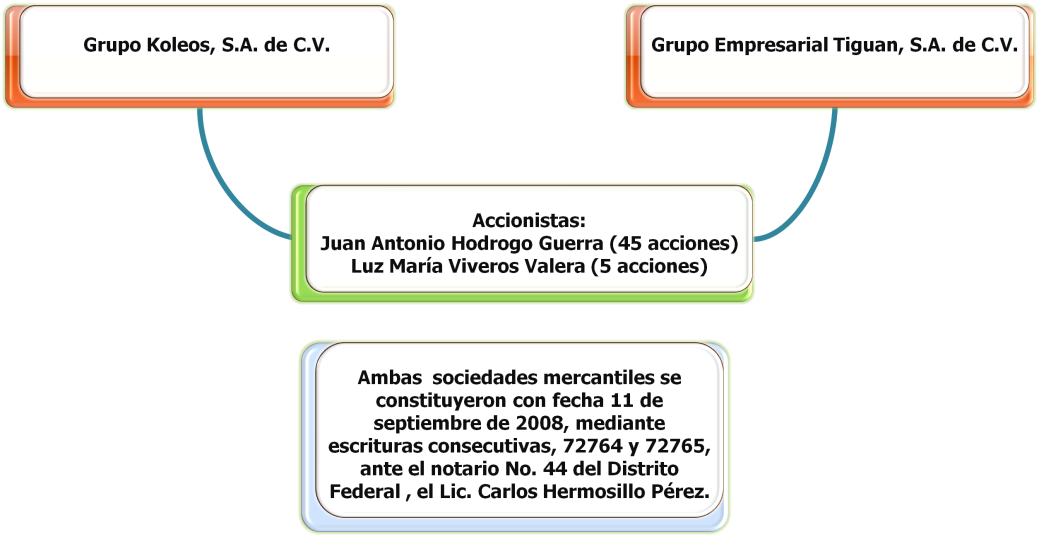 Grupo Koleos, S.A. de C.V.
Grupo Empresarial Tiguan, S.A. de C.V.
Accionistas:
Juan Antonio Hodrogo Guerra (45 acciones)
Luz María Viveros Valera (5 acciones)
Ambas  sociedades mercantiles se
constituyeron con fecha 11 de
septiembre de 2008, mediante
escrituras consecutivas, 72764 y 72765,
ante el notario No. 44 del Distrito
Federal , el Lic. Carlos Hermosillo Pérez.